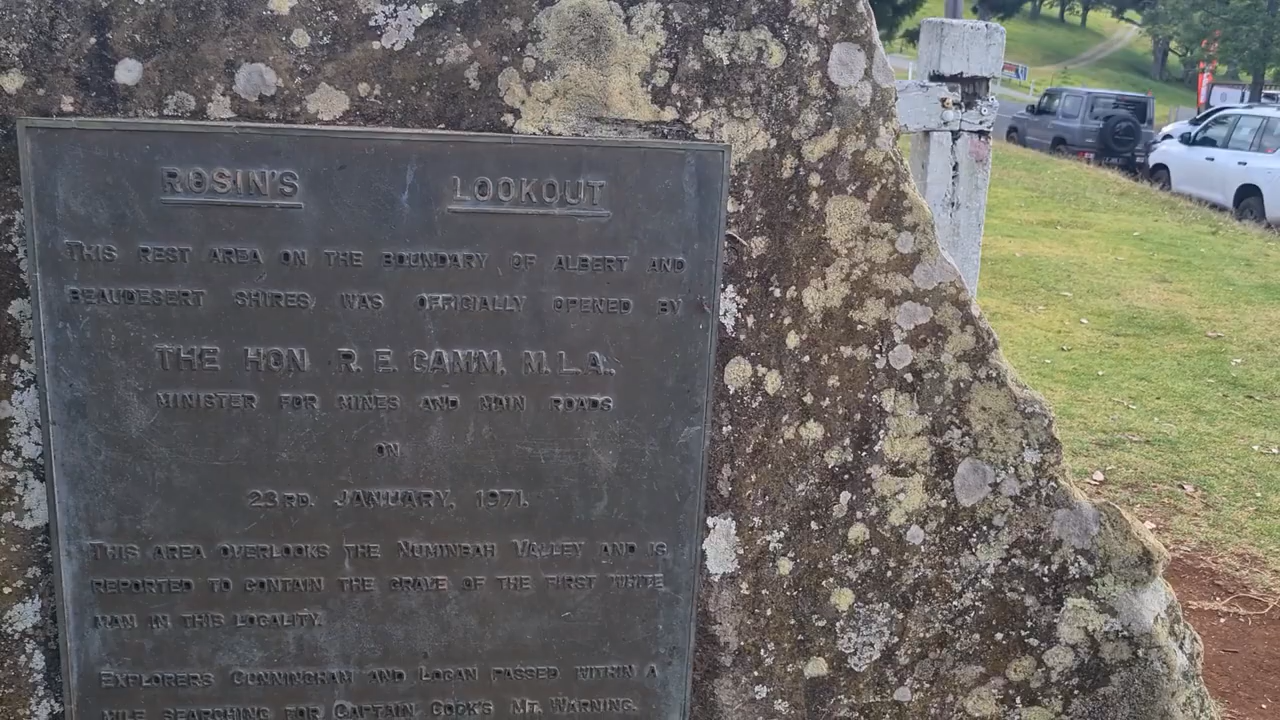 ROSIN'S LOOKOUT
THIS REST AREA ON THE BOUNDARY OF ALBERT AND
BEAUDESERT SHIRES, WAS OFFICIALLY OPENED BY
THE HON R. E. CAMM, M.L.A.
MINISTER FOR MINES AND MAIN ROADS
ON
23RD. JANUARY, 1971.
THIS AREA OVERLOOKS THE NUMINBAH VALLEY AND IS
REPORTED TO CONTAIN THE GRAVE OF THE FIRST WHITE
MAN IN THIS LOCALITY.
EXPLORERS CUNNINGHAM AND LOGAN PASSED WITHIN A
MILE SEARCHING FOR CAPTAIN COOK'S MT. WARNING.